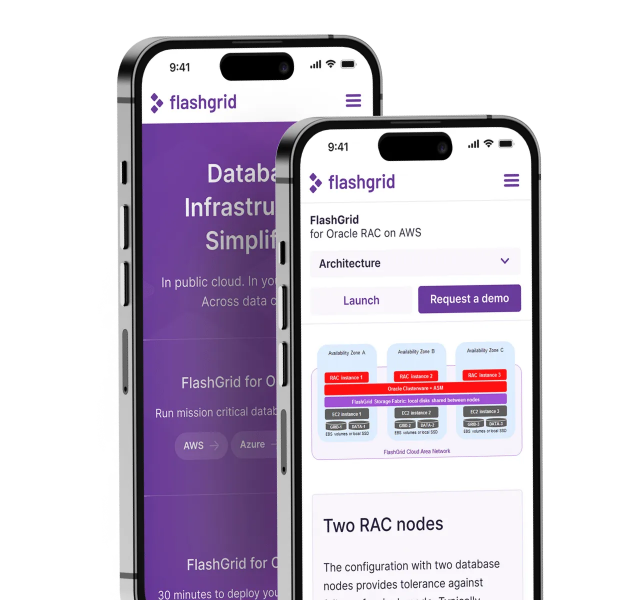 9:41
flashgrid
Databa
Infrastru
Simplif
In public cloud. In you
Across data c
FlashGrid for O
Run mission critical datab
AWS →
Azure →
FlashGrid for O
30 minutes to deploy you
9:41
flashgrid
FlashGrid
for Oracle RAC on AWS
Architecture
Launch
Request a demo
Availability Zone A
Availability Zone B
Availability Zone C
RAC Instance 1
RAC Instance 2
RAC Instance 3
Oracle Clusterware + ASM
FlashGrid Storage Fabric: local disks shared between nodes
EC2 instance 1
EC2 instance 2
EC2 instance 3
GRID-1
DATA-1
GRID-2
DATA-2
GRID-3
DATA-3
EBS volumes or local SSD
EBS volumes or local SSD
EBS volumes or local SSD
FlashGrid Cloud Area Network
Two RAC nodes
The configuration with two database
nodes provides tolerance against